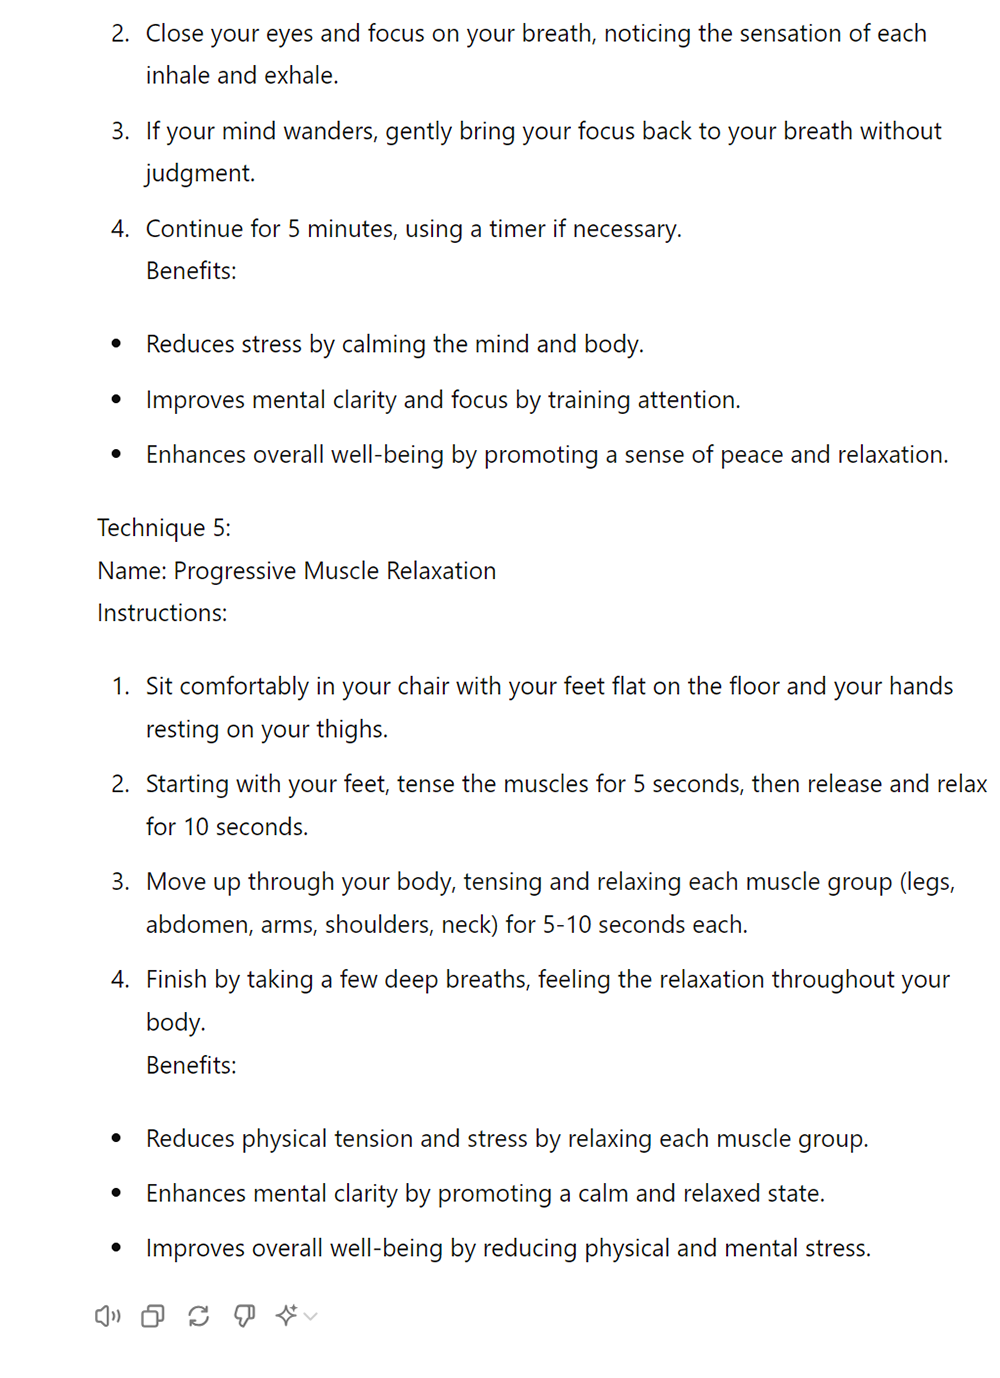 2. Close your eyes and focus on your breath, noticing the sensation of each
inhale and exhale.
3. If your mind wanders, gently bring your focus back to your breath without
judgment.
4. Continue for 5 minutes, using a timer if necessary.
Benefits:
• Reduces stress by calming the mind and body.
• Improves mental clarity and focus by training attention.
• Enhances overall well-being by promoting a sense of peace and relaxation.
Technique 5:
Name: Progressive Muscle Relaxation
Instructions:
1. Sit comfortably in your chair with your feet flat on the floor and your hands
resting on your thighs.
2. Starting with your feet, tense the muscles for 5 seconds, then release and relax
for 10 seconds.
3. Move up through your body, tensing and relaxing each muscle group (legs,
abdomen, arms, shoulders, neck) for 5-10 seconds each.
4. Finish by taking a few deep breaths, feeling the relaxation throughout your
body.
Benefits:
• Reduces physical tension and stress by relaxing each muscle group.
• Enhances mental clarity by promoting a calm and relaxed state.
• Improves overall well-being by reducing physical and mental stress.